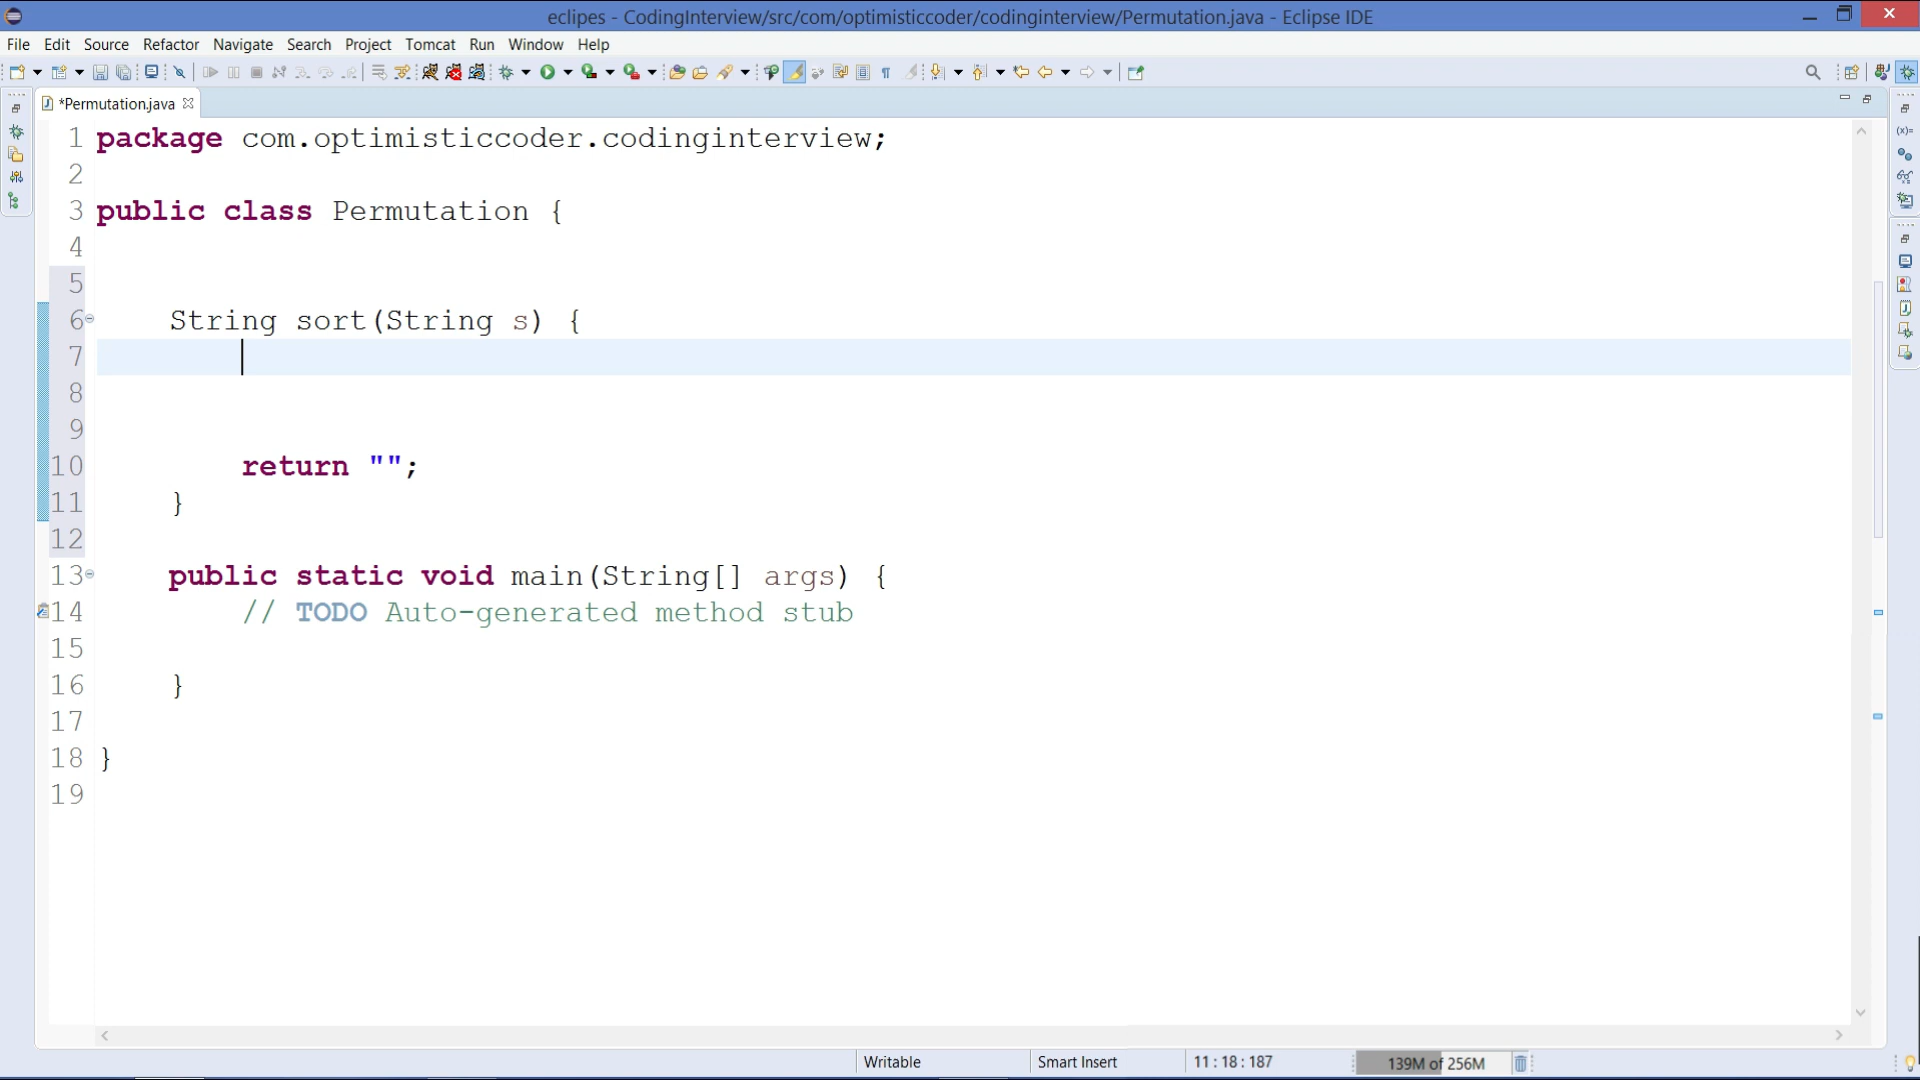 eclipes - CodingInterview/src/com/optimisticcoder/codinginterview/Permutation.java - Eclipse IDE
File Edit Source Refactor Navigate Search Project Tomcat Run Window Help
*Permutation.java
1 package com.optimisticcoder.codinginterview;
2
3 public class Permutation {
4
5
6 String sort(String s) {
7
8
9
10 return "";
11 }
12
13 public static void main(String[] args) {
14 // TODO Auto-generated method stub
15
16 }
17
18 }
19
Writable Smart Insert 11 : 18 : 187 139M of 256M